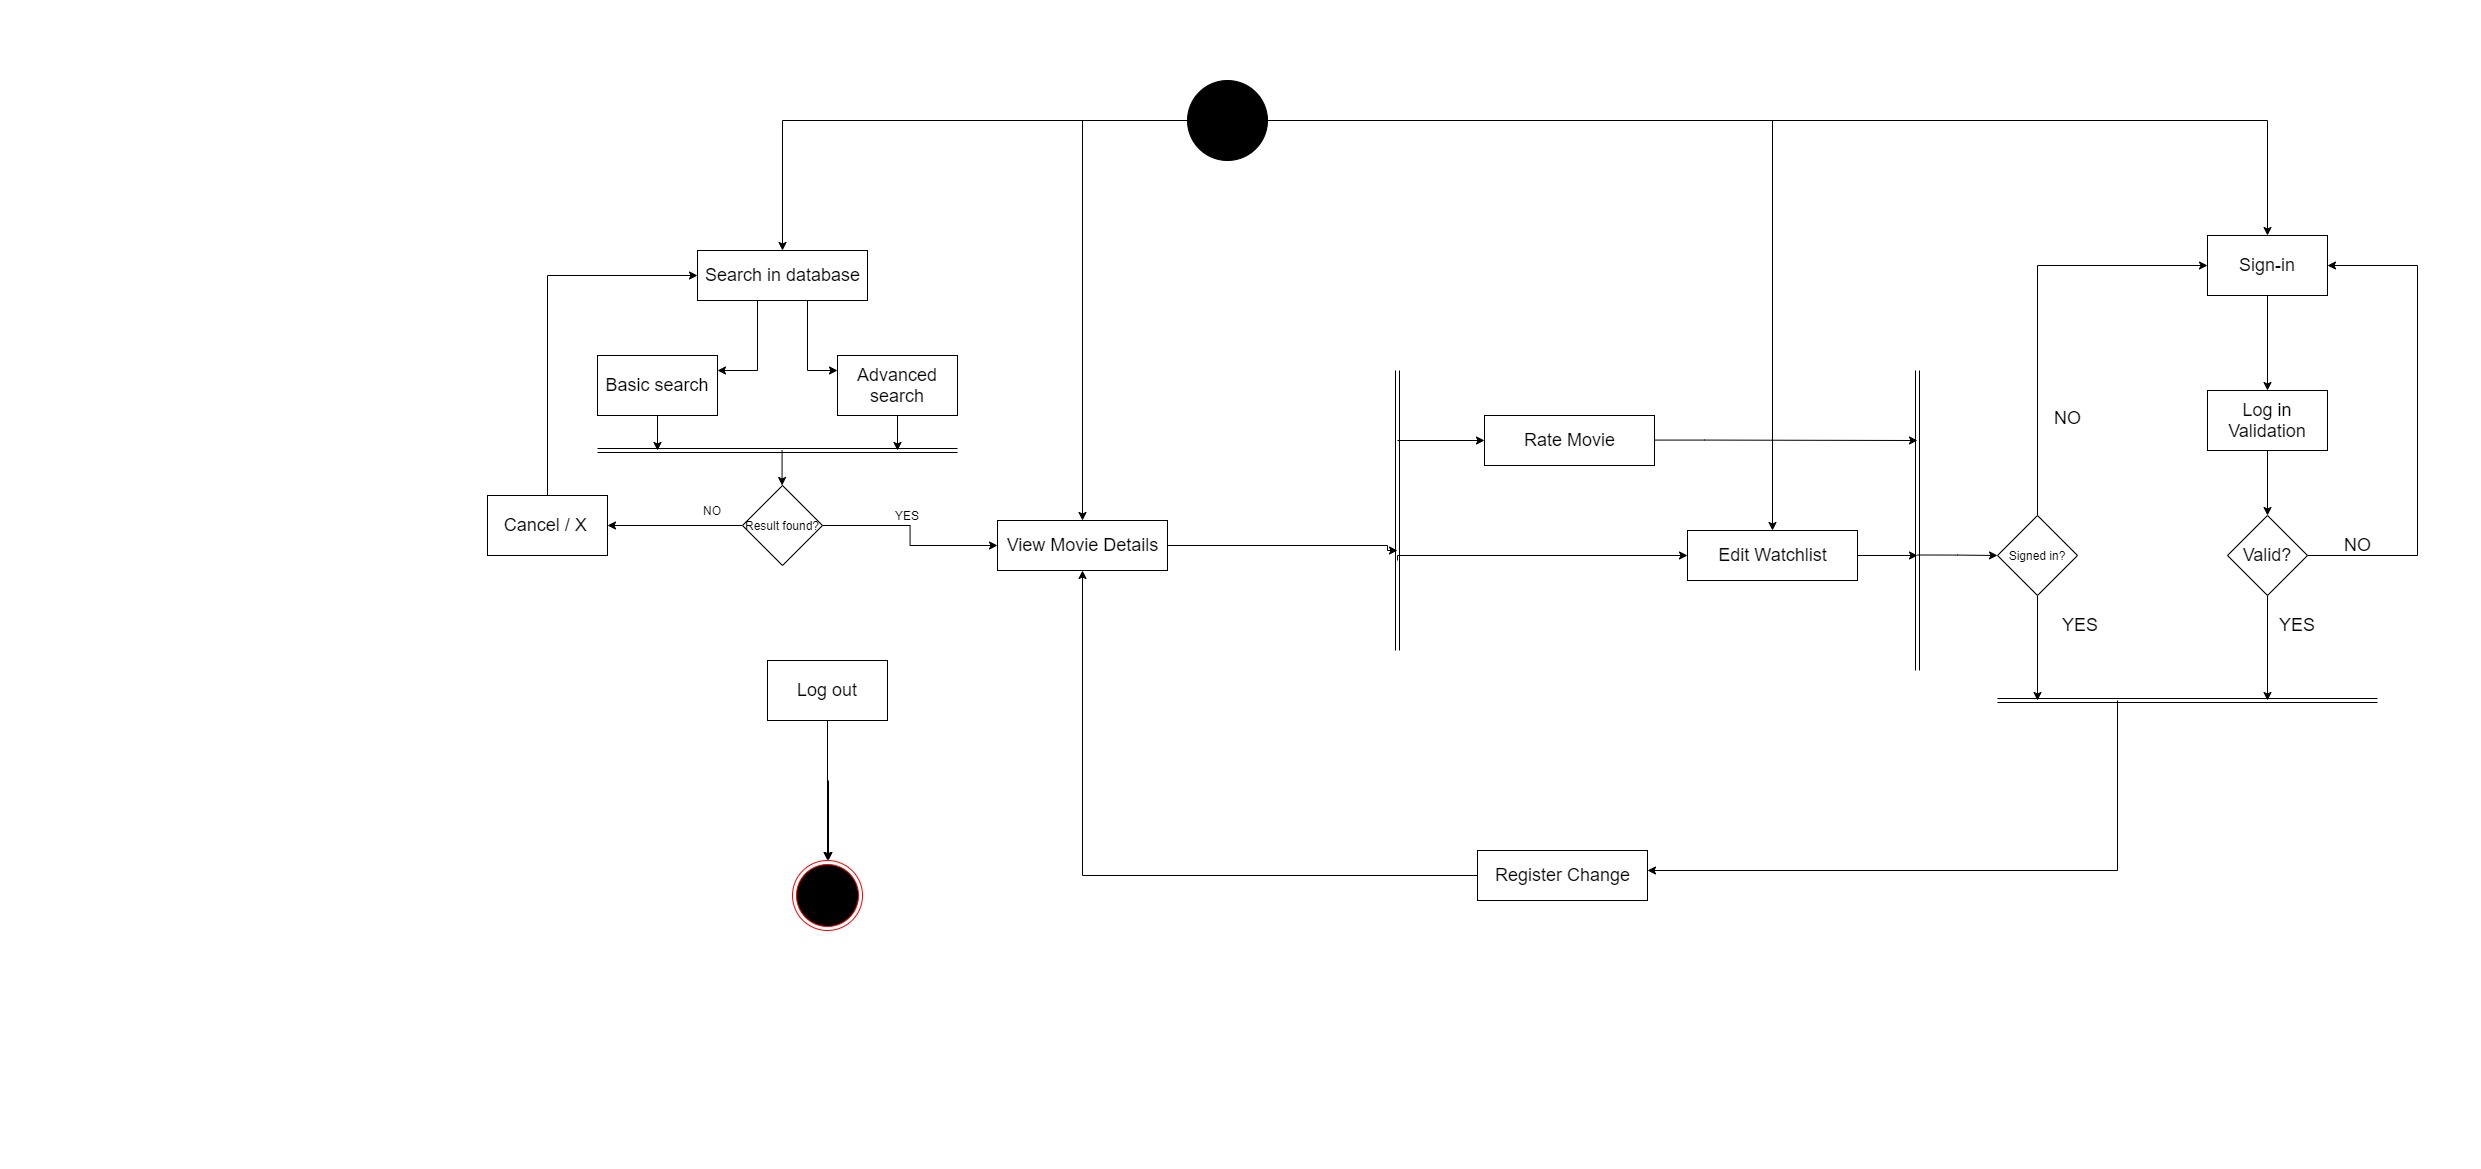 Search in database
Sign-in
Basic search
Advanced
search
NO
Log in
Validation
Rate Movie
NO
YES
Cancel / X
Result found?
View Movie Details
Edit Watchlist
Signed in?
Valid?
NO
YES
YES
Log out
Register Change